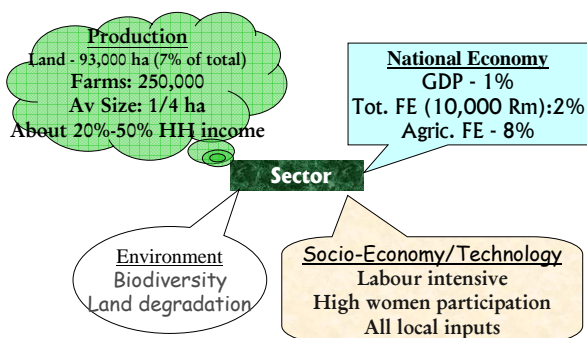 Production
Land - 93,000 ha (7% of total)
Farms: 250,000
Av Size: 1/4 ha
About 20%-50% HH income
National Economy
GDP - 1%
Tot. FE (10,000 Rm):2%
Agric. FE - 8%
Sector
Environment
Biodiversity
Land degradation
Socio-Economy/Technology
Labour intensive
High women participation
All local inputs